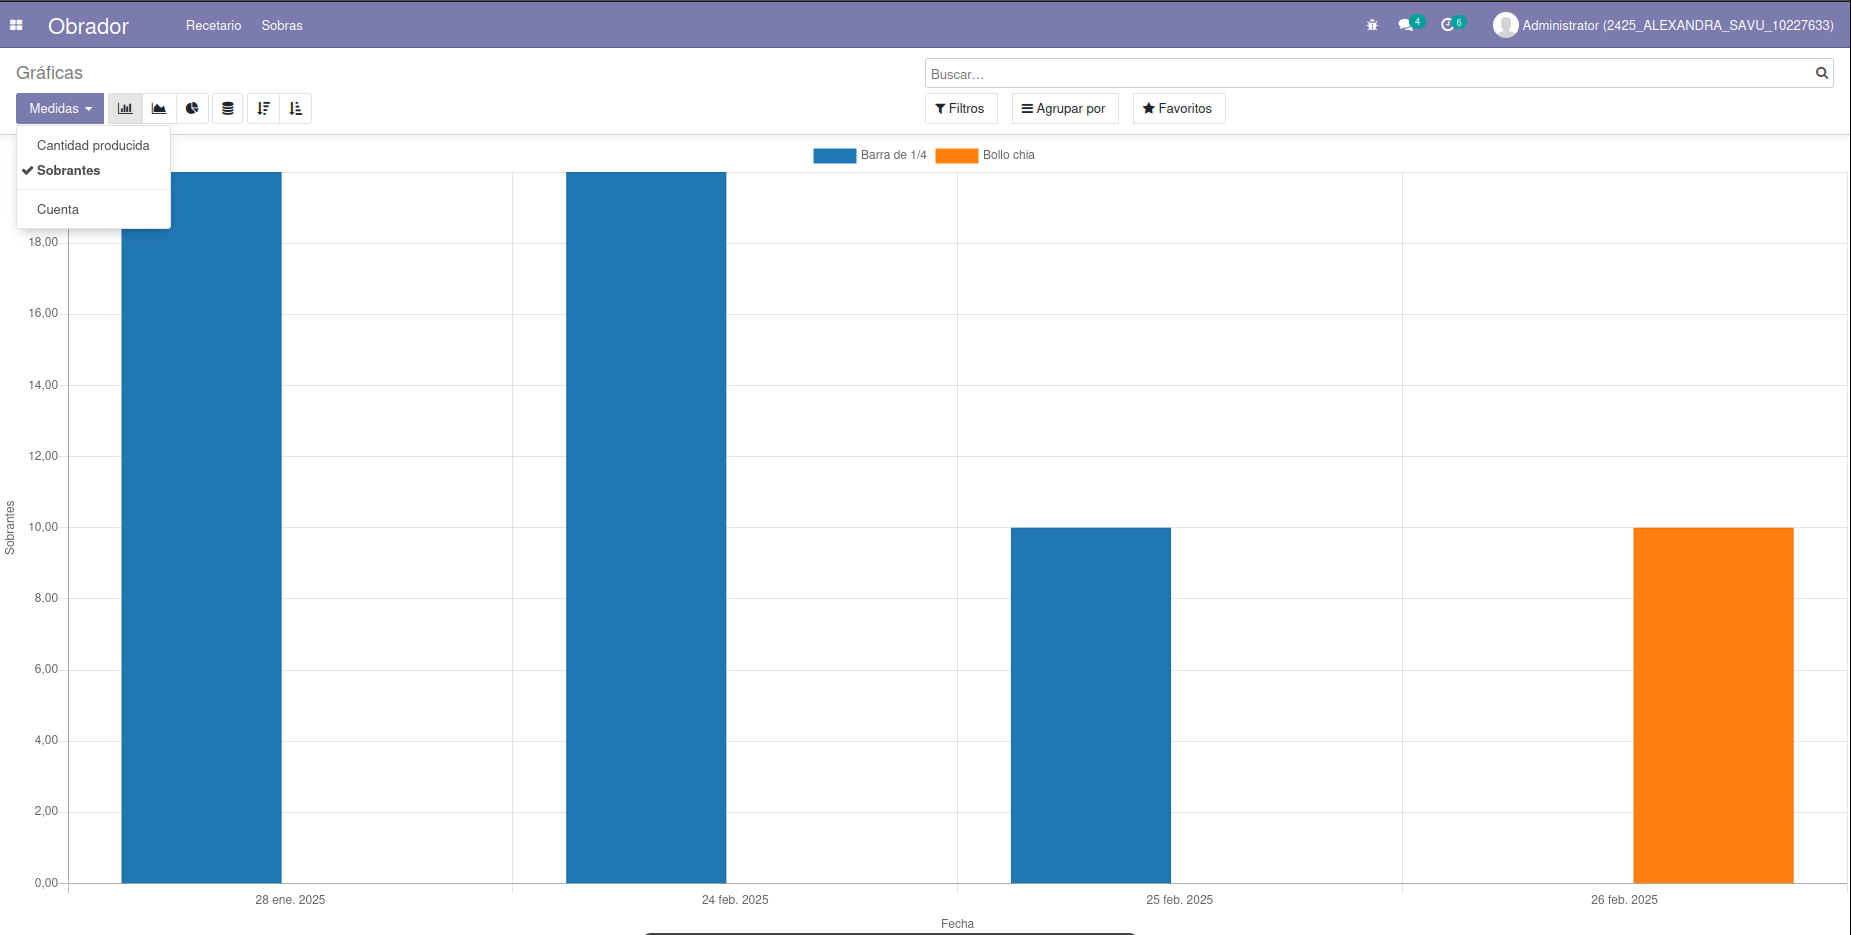 Obrador Recetario Sobras 4 6 Administrator (2425_ALEXANDRA_SAVU_10227633)
Gráficas
Buscar...
Medidas
Filtros Agrupar por Favoritos
Cantidad producida
Sobrantes
Cuenta
Barra de 1/4 Bollo chia
18,00
16,00
14,00
12,00
10,00
8,00
6,00
4,00
2,00
0,00
Sobrantes
28 ene. 2025 24 feb. 2025 25 feb. 2025 26 feb. 2025
Fecha